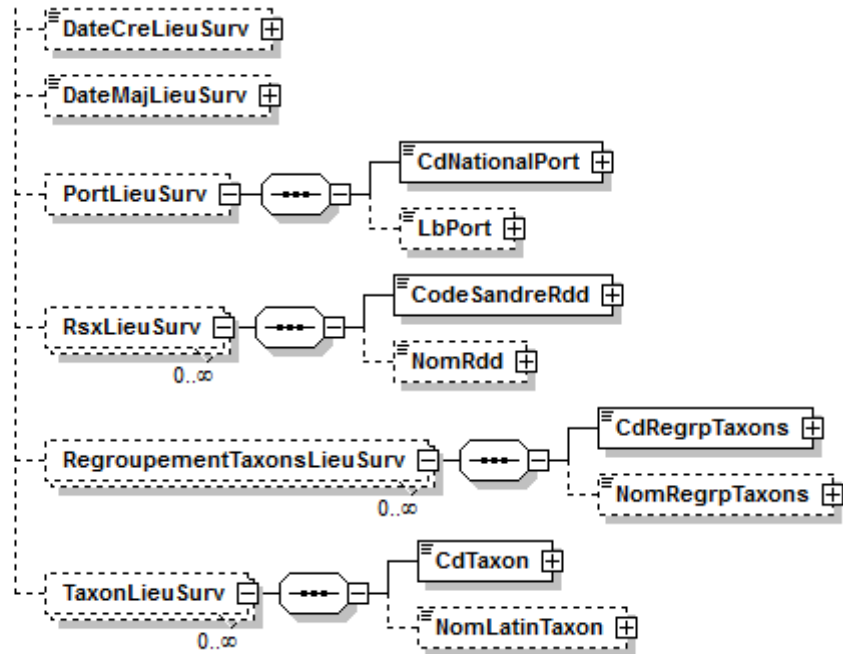 DateCreLieuSurv
DateMajLieuSurv
CdNationalPort
PortLieuSurv
LbPort
CodeSandreRdd
RsxLieuSurv
NomRdd
0..∞
CdRegrpTaxons
RegroupementTaxonsLieuSurv
NomRegrpTaxons
0..∞
CdTaxon
TaxonLieuSurv
NomLatinTaxon
0..∞